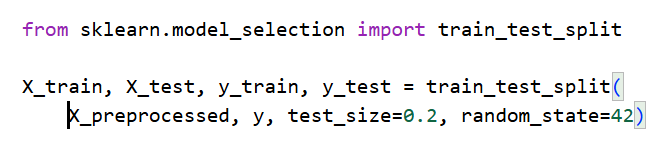 from sklearn.model_selection import train_test_split
X_train, X_test, y_train, y_test = train_test_split(
    X_preprocessed, y, test_size=0.2, random_state=42)